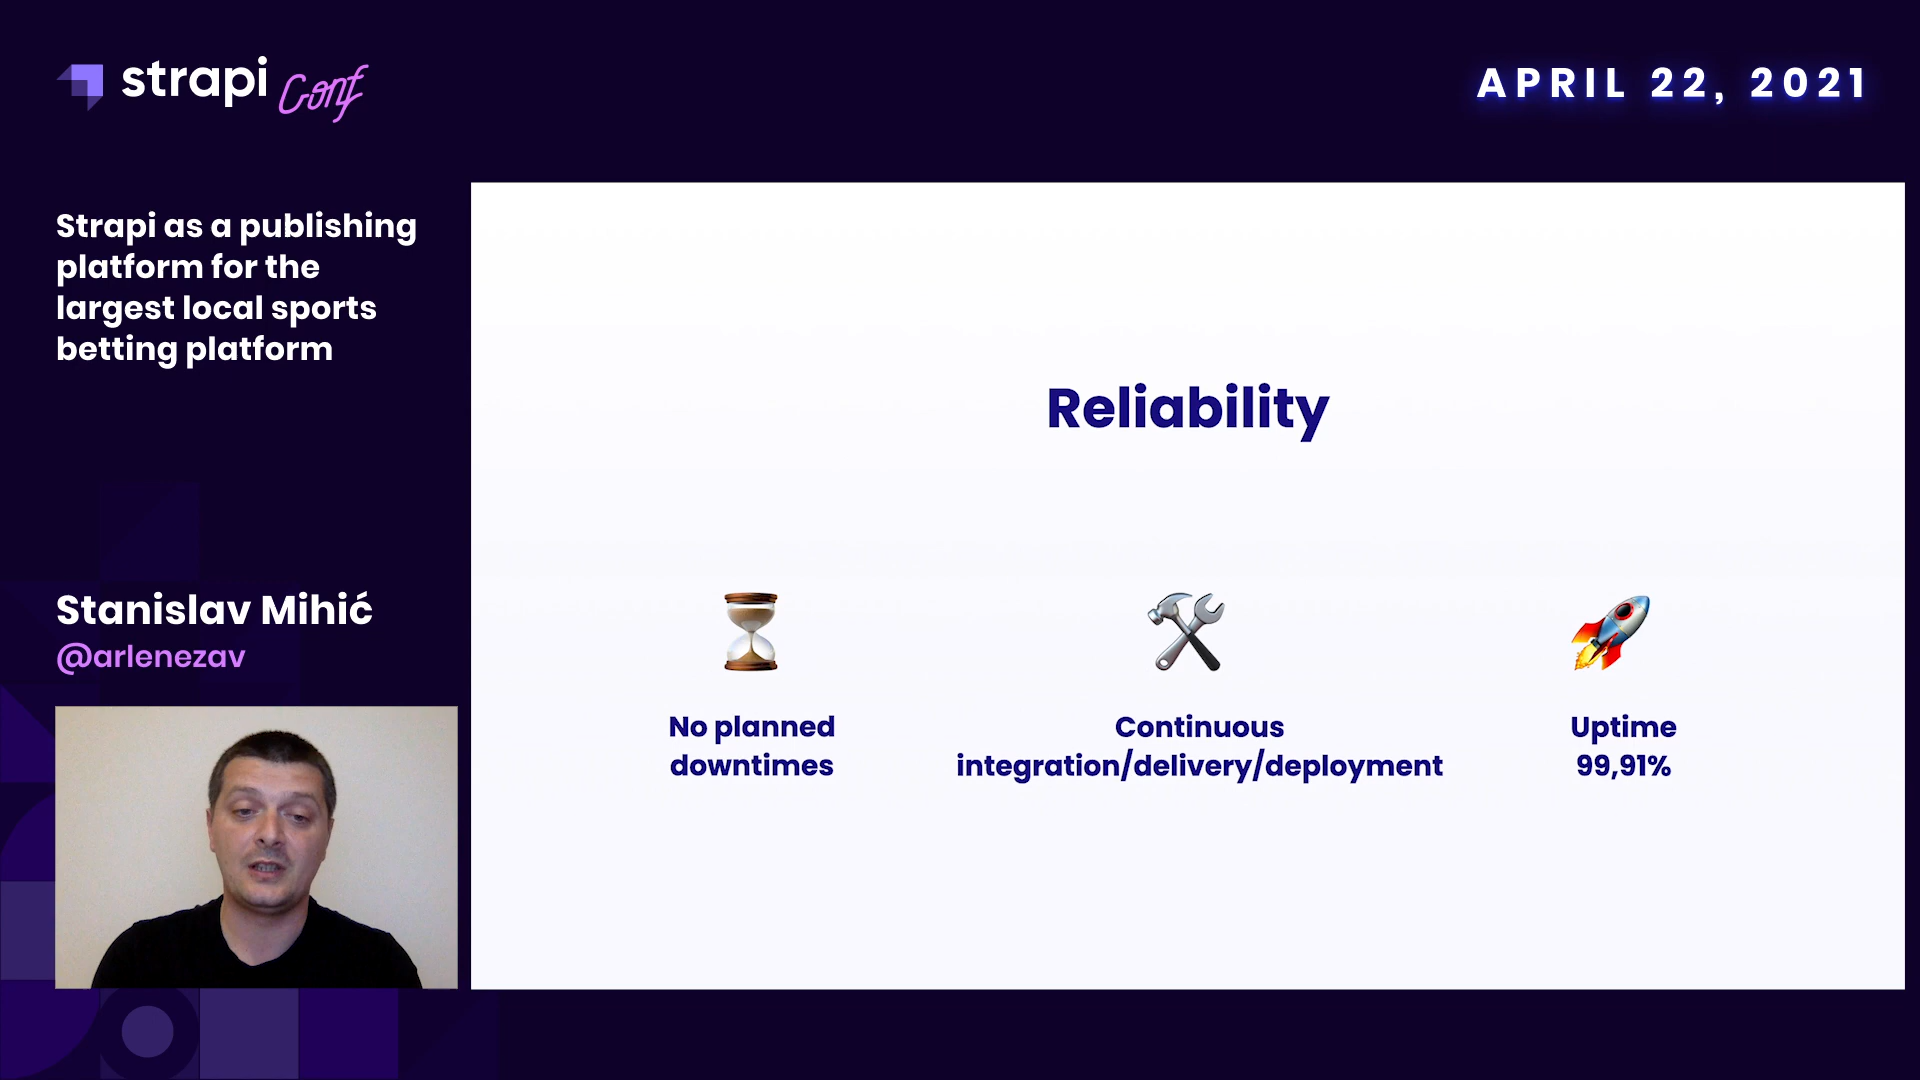 strapi Conf
APRIL 22, 2021
Strapi as a publishing
platform for the
largest local sports
betting platform
Stanislav Mihić
@arlenezav
Reliability
No planned
downtimes
Continuous
integration/delivery/deployment
Uptime
99,91%